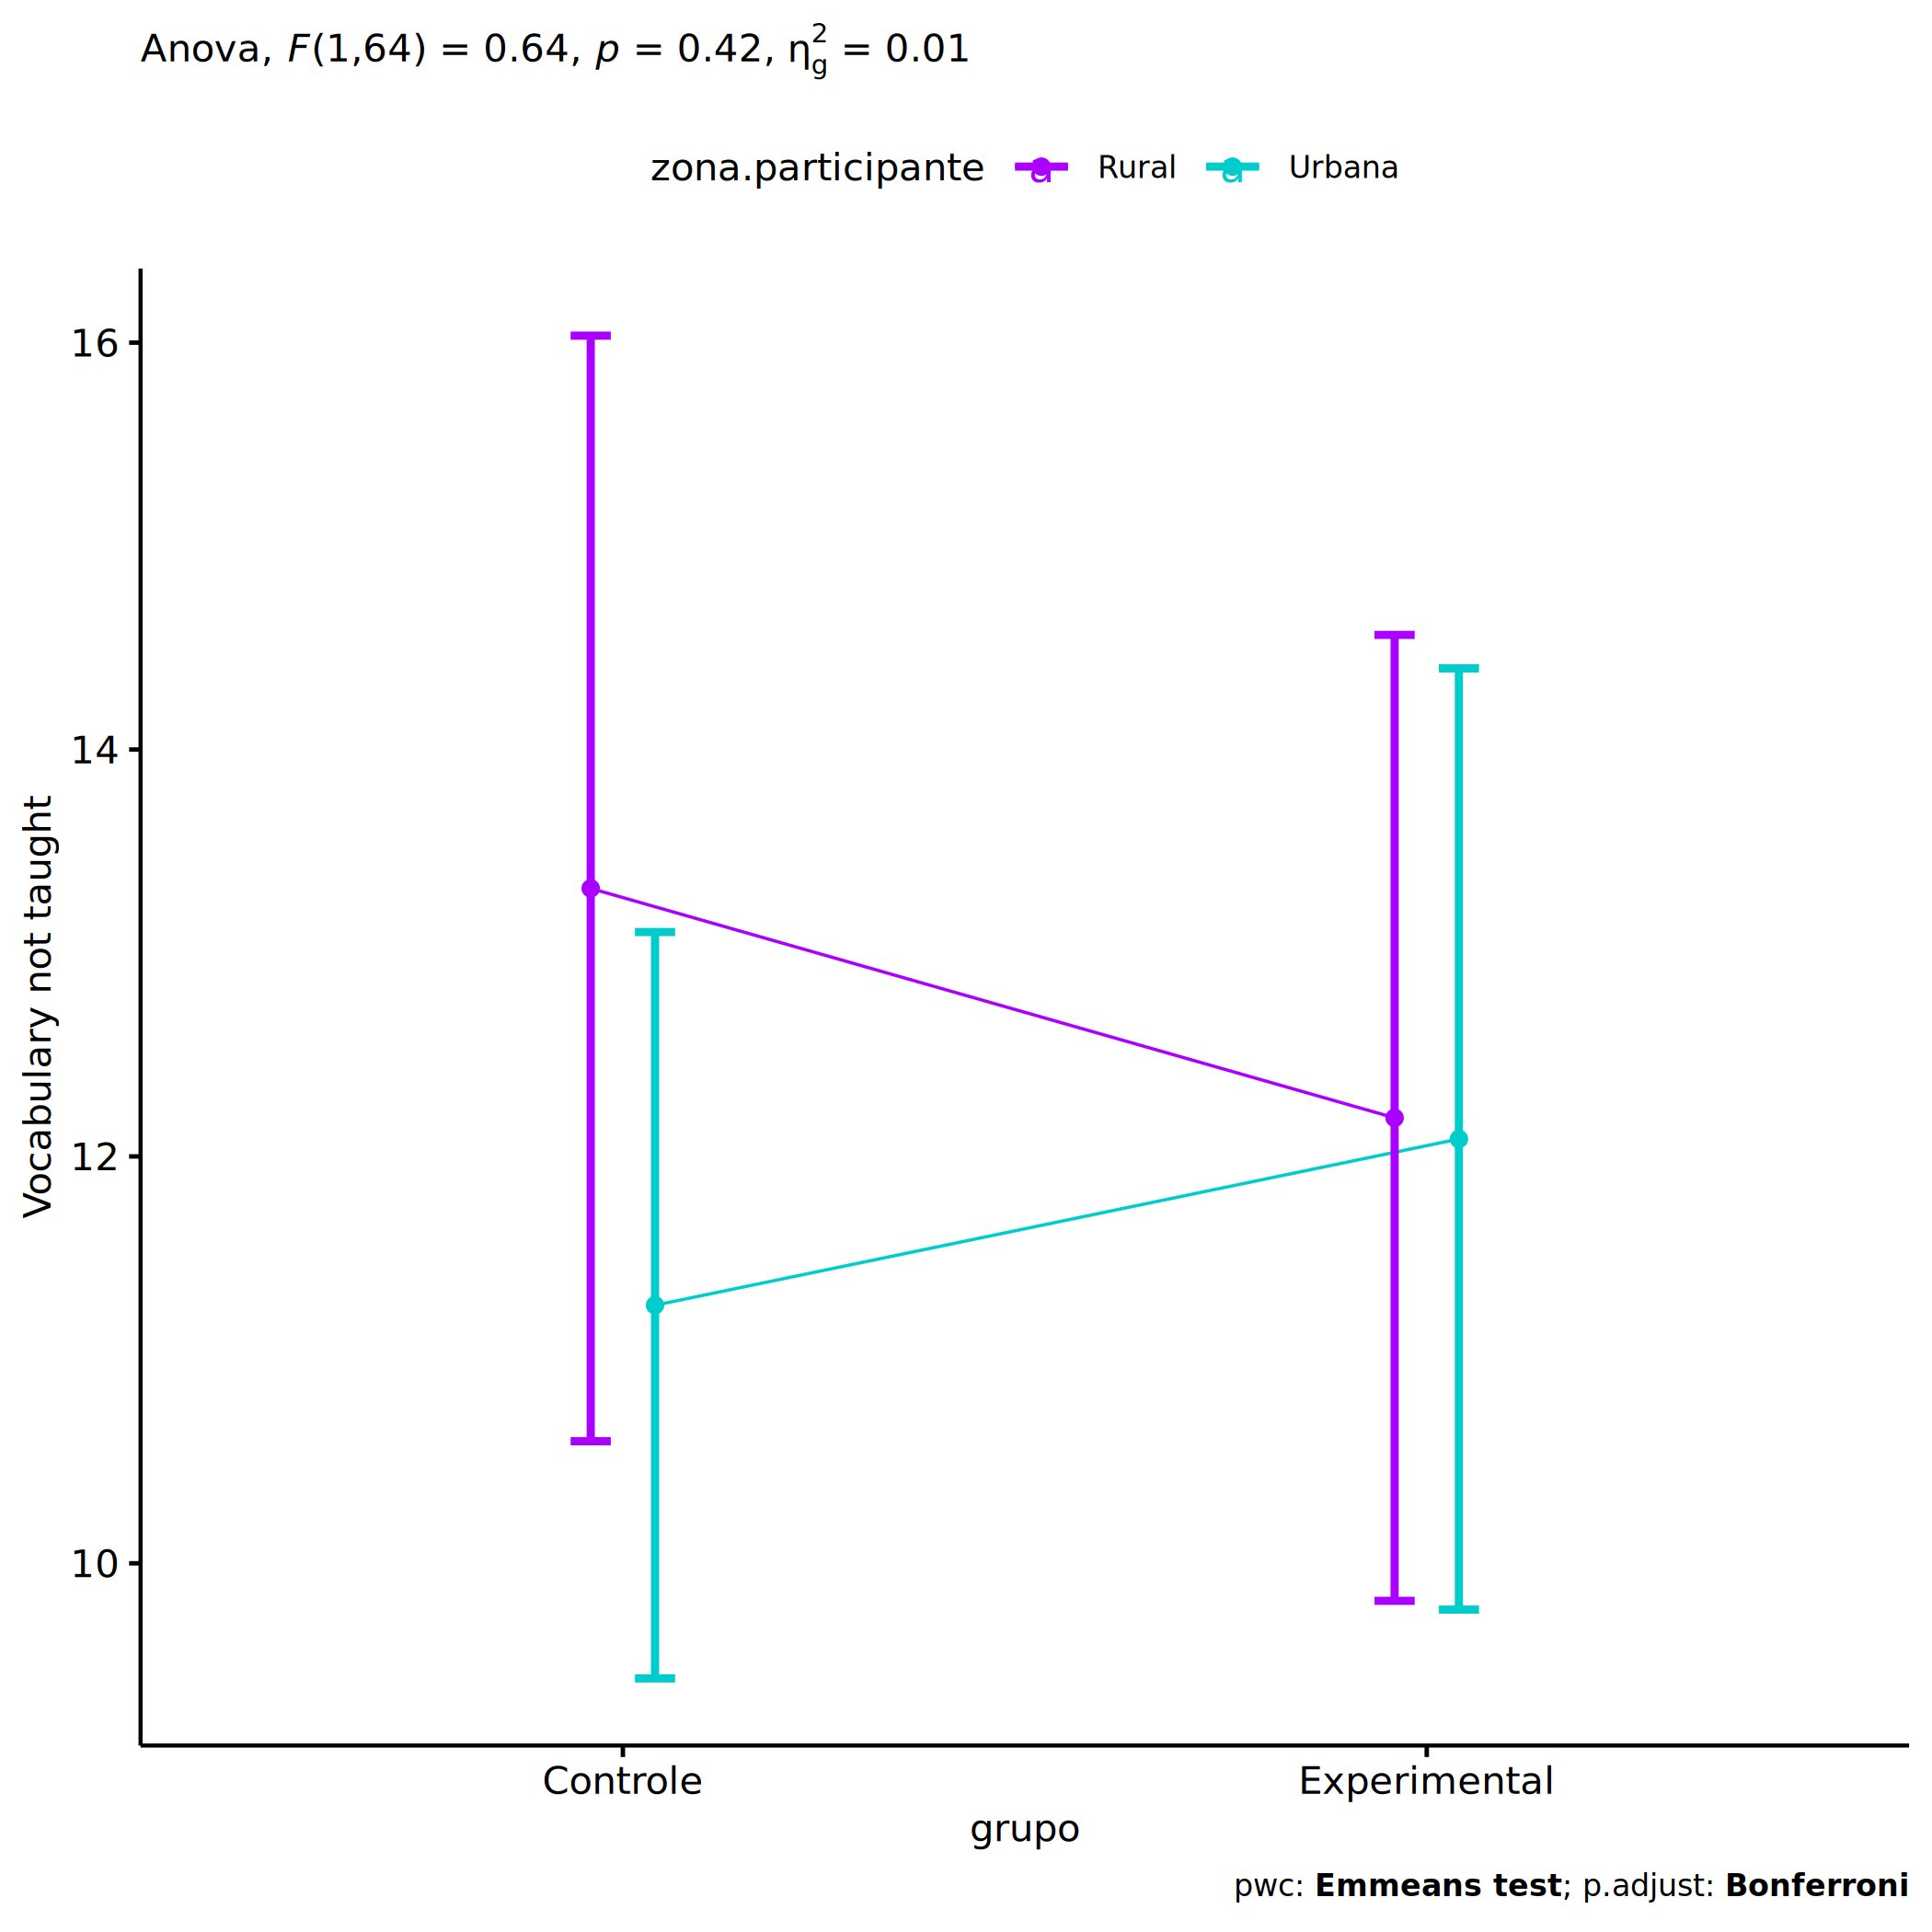 Anova, F(1,64) = 0.64, p = 0.42, η²g = 0.01
zona.participante a Rural a Urbana
16
14
12
10
Vocabulary not taught
Controle Experimental
grupo
pwc: Emmeans test; p.adjust: Bonferroni